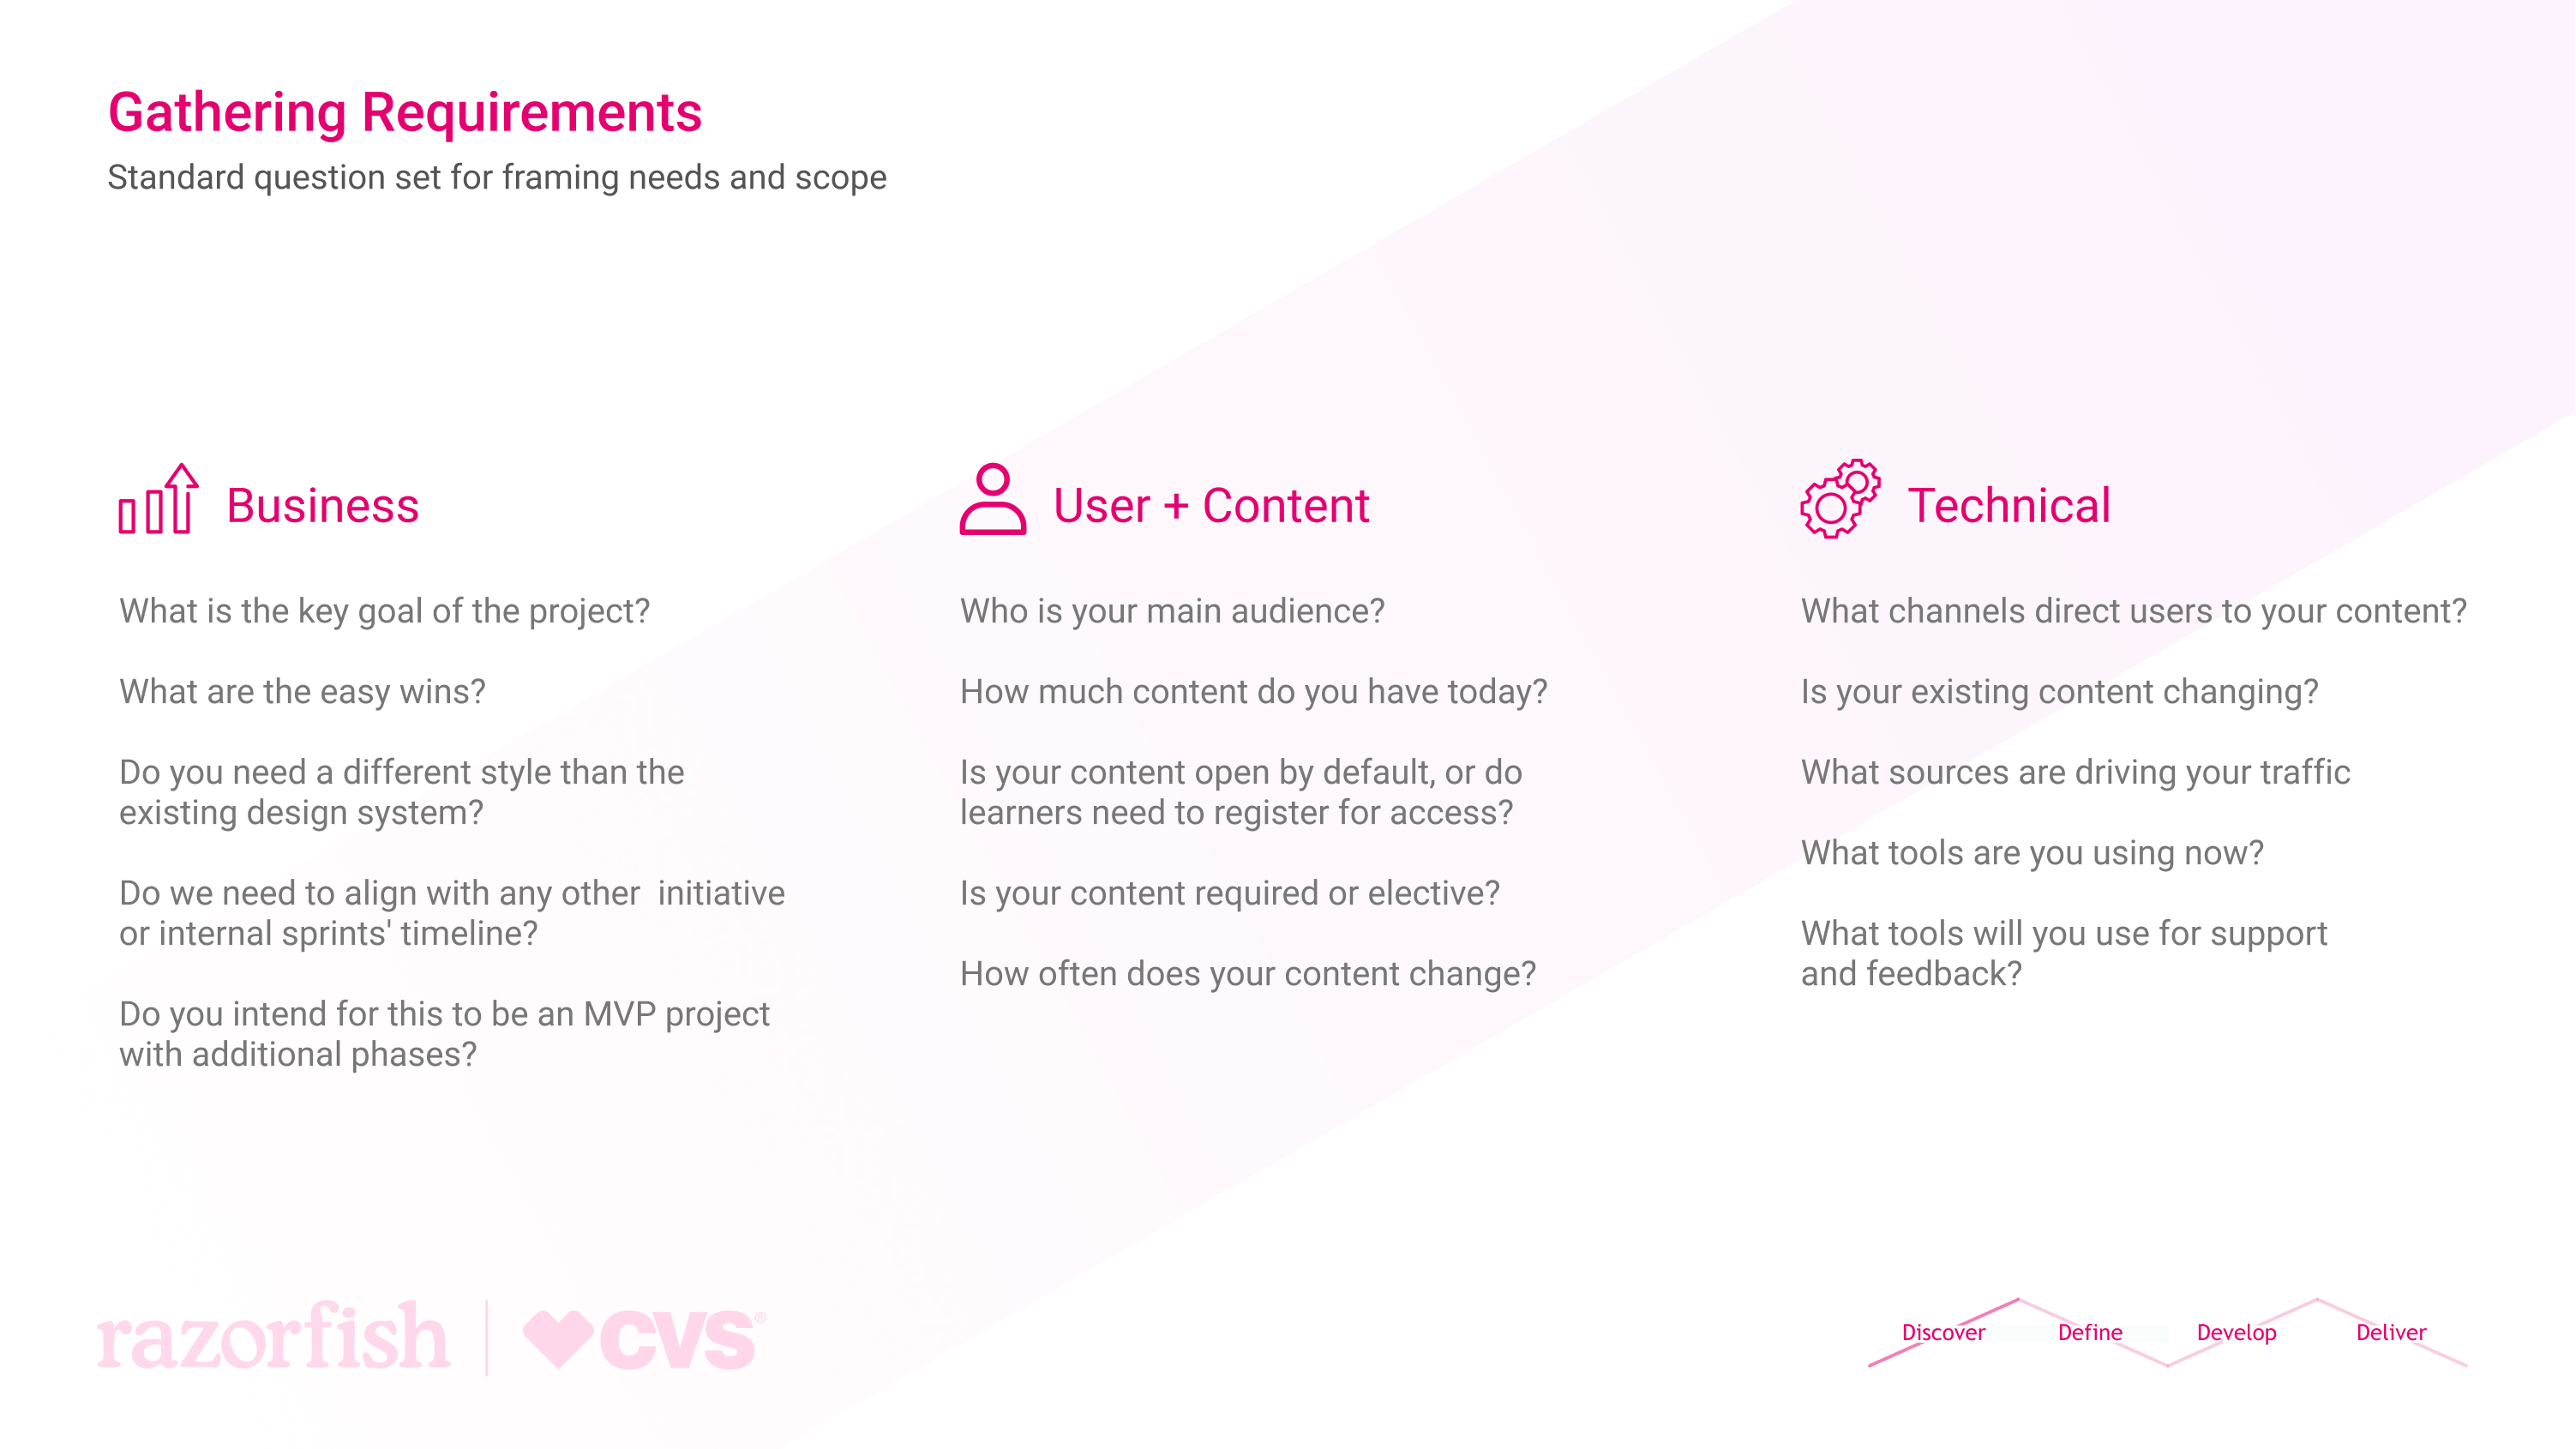 Gathering Requirements
Standard question set for framing needs and scope
Business
What is the key goal of the project?
What are the easy wins?
Do you need a different style than the
existing design system?
Do we need to align with any other  initiative
or internal sprints' timeline?
Do you intend for this to be an MVP project
with additional phases?
User + Content
Who is your main audience?
How much content do you have today?
Is your content open by default, or do
learners need to register for access?
Is your content required or elective?
How often does your content change?
Technical
What channels direct users to your content?
Is your existing content changing?
What sources are driving your traffic
What tools are you using now?
What tools will you use for support
and feedback?
razorfish
CVS®
Discover
Define
Develop
Deliver